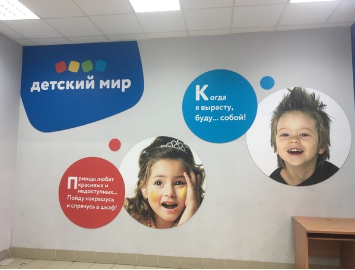 детский мир
Когда
я вырасту,
буду... собой!
Принцы любят
красивых и
недоступных...
Пойду накрашусь
и спрячусь в шкаф!